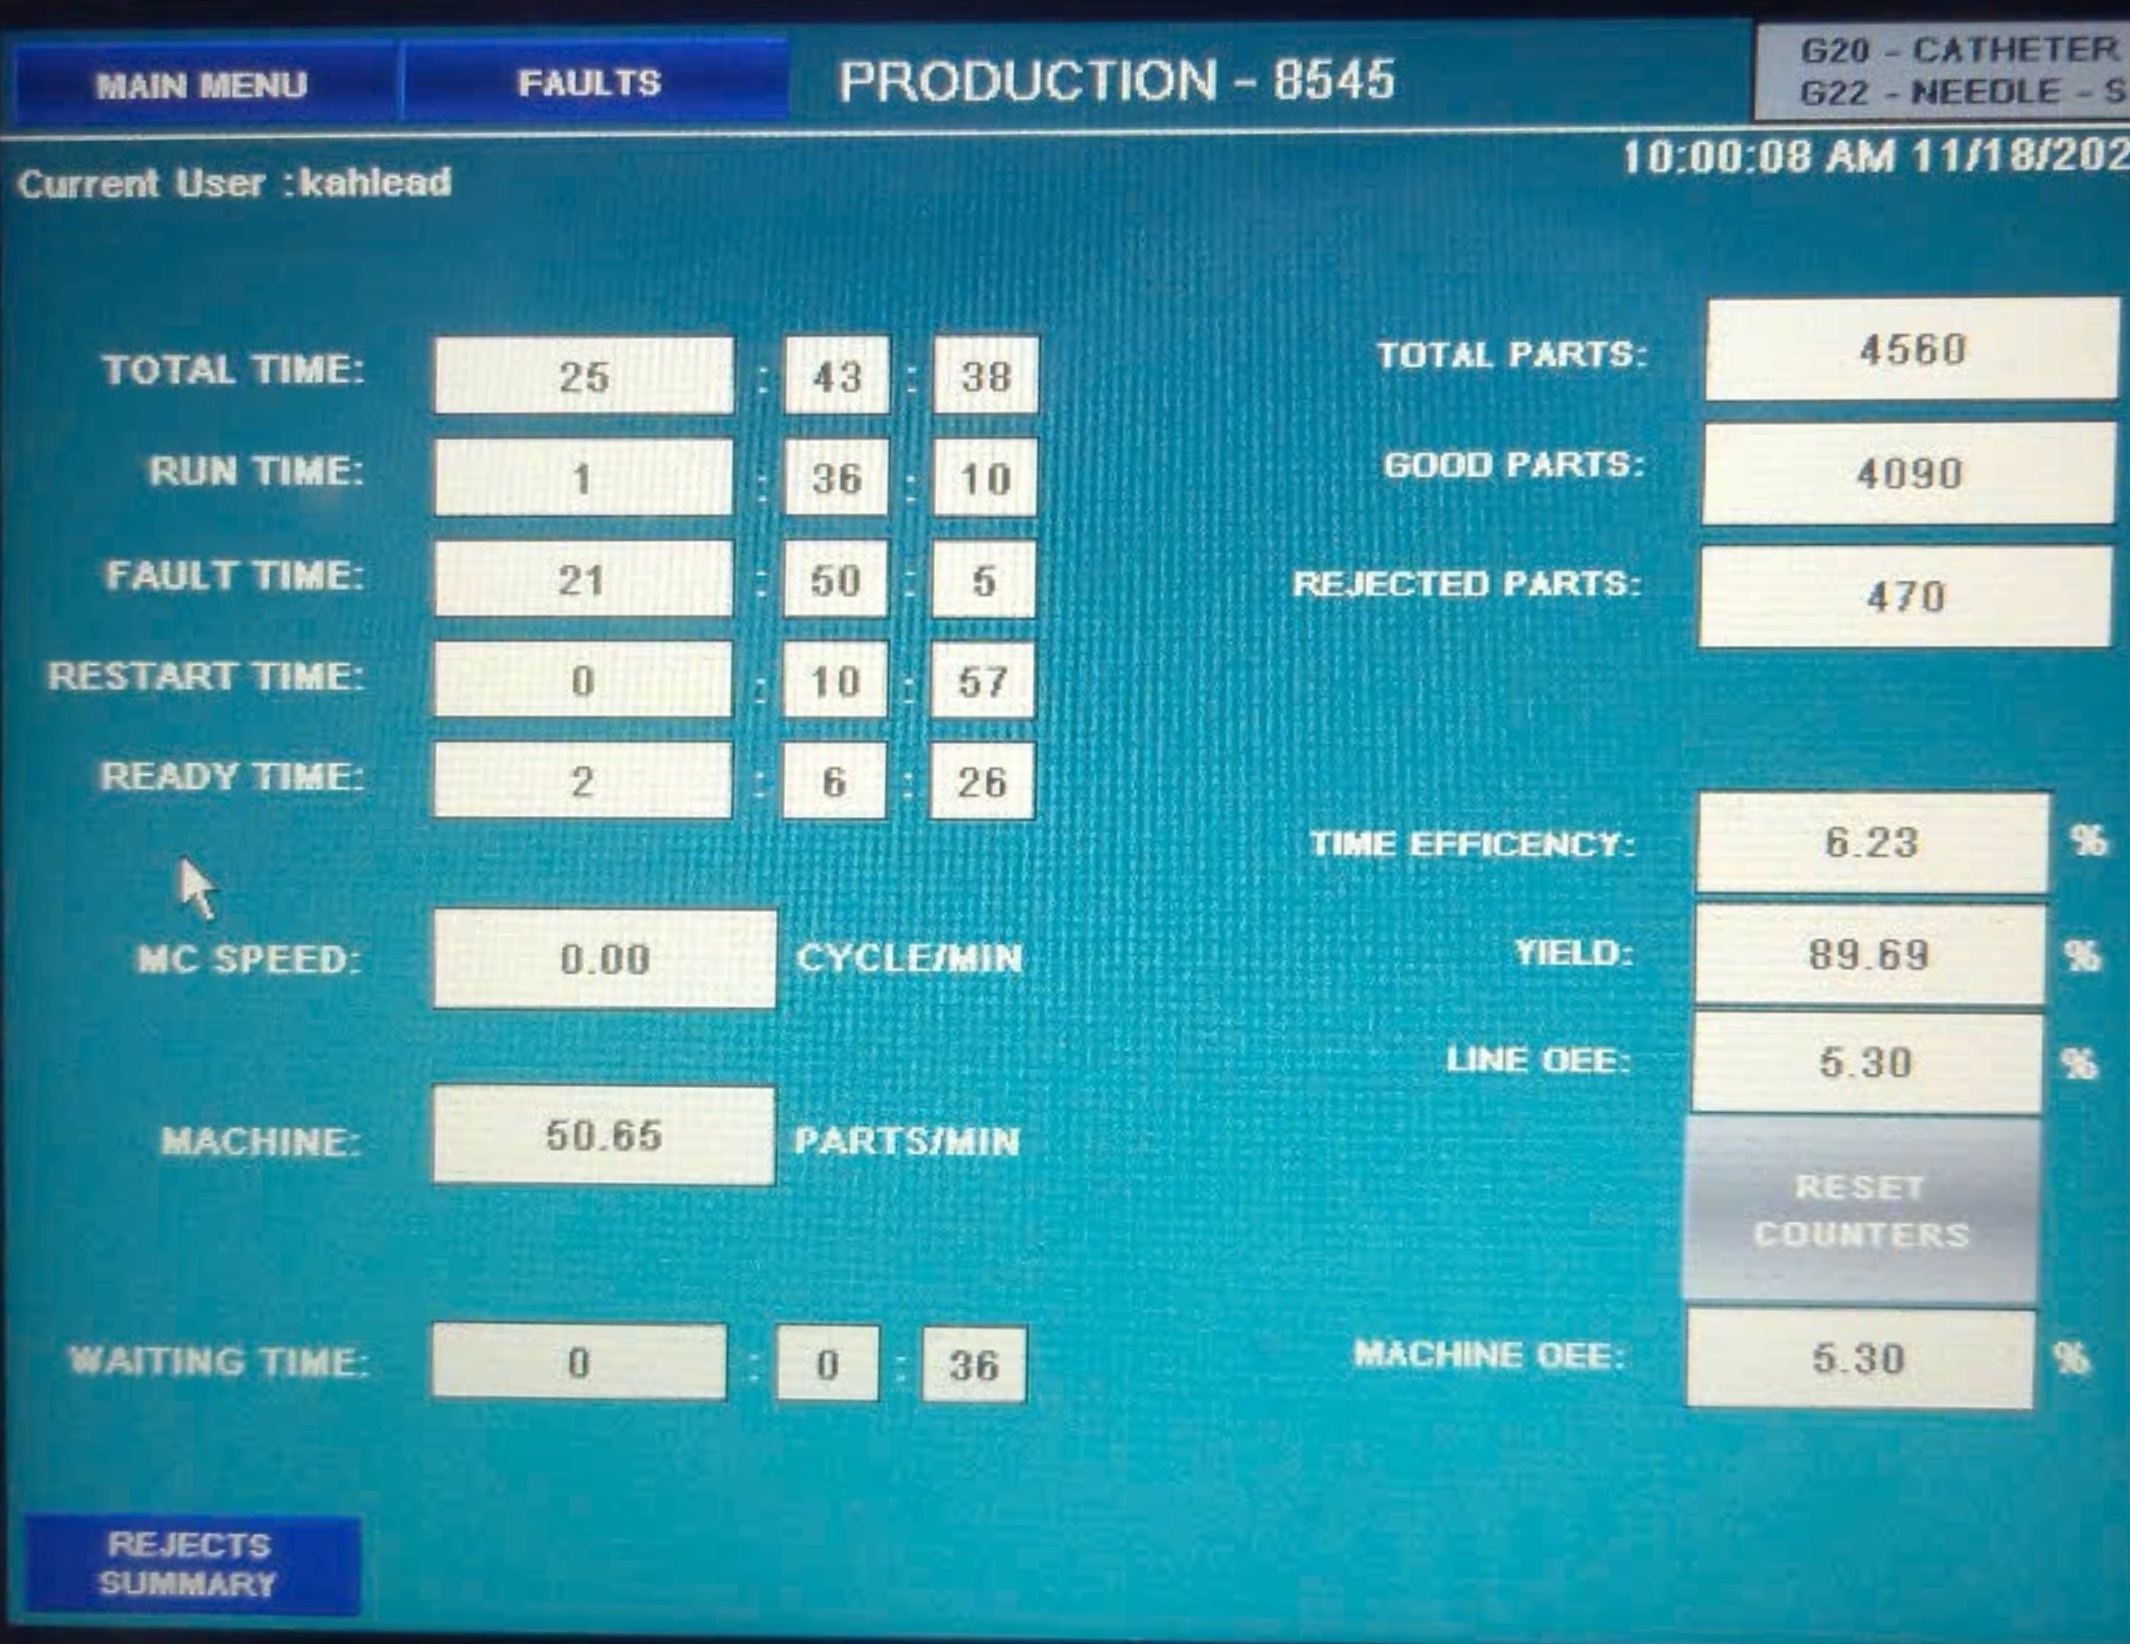 MAIN MENU
FAULTS
PRODUCTION - 8545
G20 - CATHETER
G22 - NEEDLE - S
10:00:08 AM 11/18/202
Current User :kahlead
TOTAL TIME: 25 : 43 : 38
RUN TIME: 1 : 36 : 10
FAULT TIME: 21 : 50 : 5
RESTART TIME: 0 : 10 : 57
READY TIME: 2 : 6 : 26
MC SPEED: 0.00 CYCLE/MIN
MACHINE: 50.65 PARTS/MIN
WAITING TIME: 0 : 0 : 36
REJECTS
SUMMARY
TOTAL PARTS: 4560
GOOD PARTS: 4090
REJECTED PARTS: 470
TIME EFFICENCY: 6.23 %
YIELD: 89.69 %
LINE OEE: 5.30 %
RESET
COUNTERS
MACHINE OEE: 5.30 %